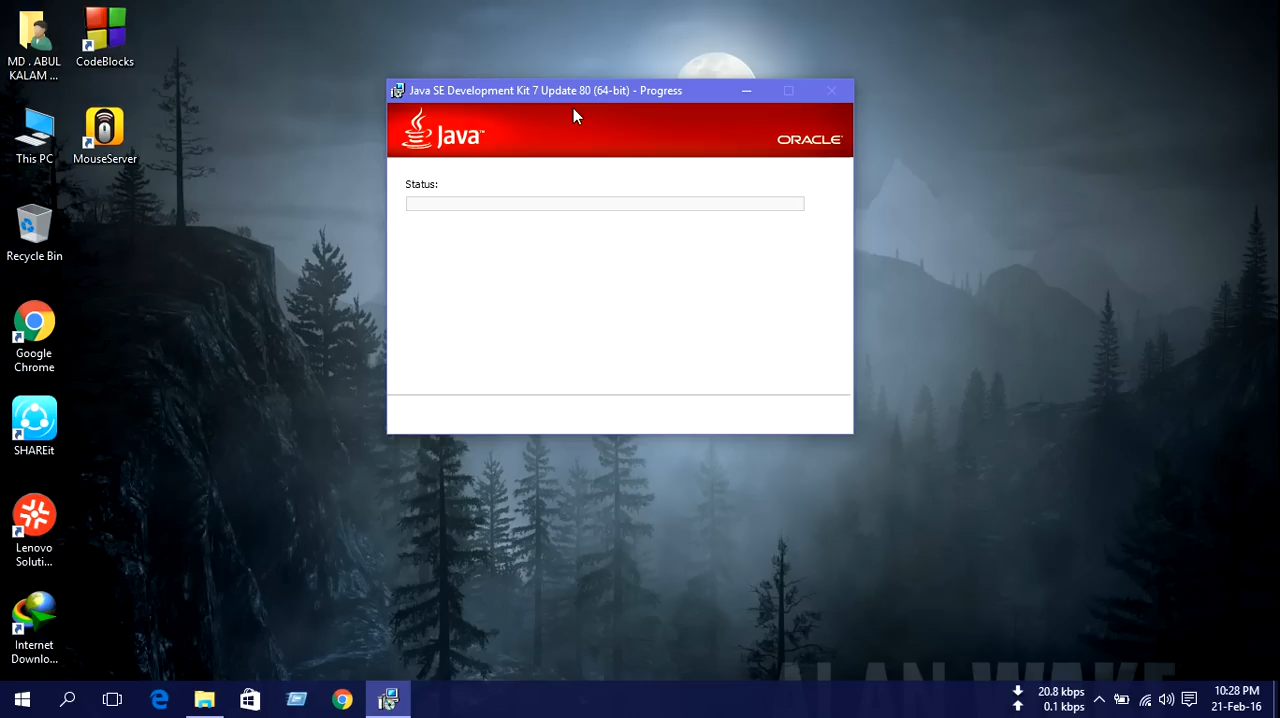 MD . ABUL
KALAM ...
CodeBlocks
This PC
MouseServer
Recycle Bin
Google
Chrome
SHAREit
Lenovo
Soluti...
Internet
Downlo...
Java SE Development Kit 7 Update 80 (64-bit) - Progress
Java™
ORACLE
Status:
ALAN WAKE
20.8 kbps
0.1 kbps
10:28 PM
21-Feb-16